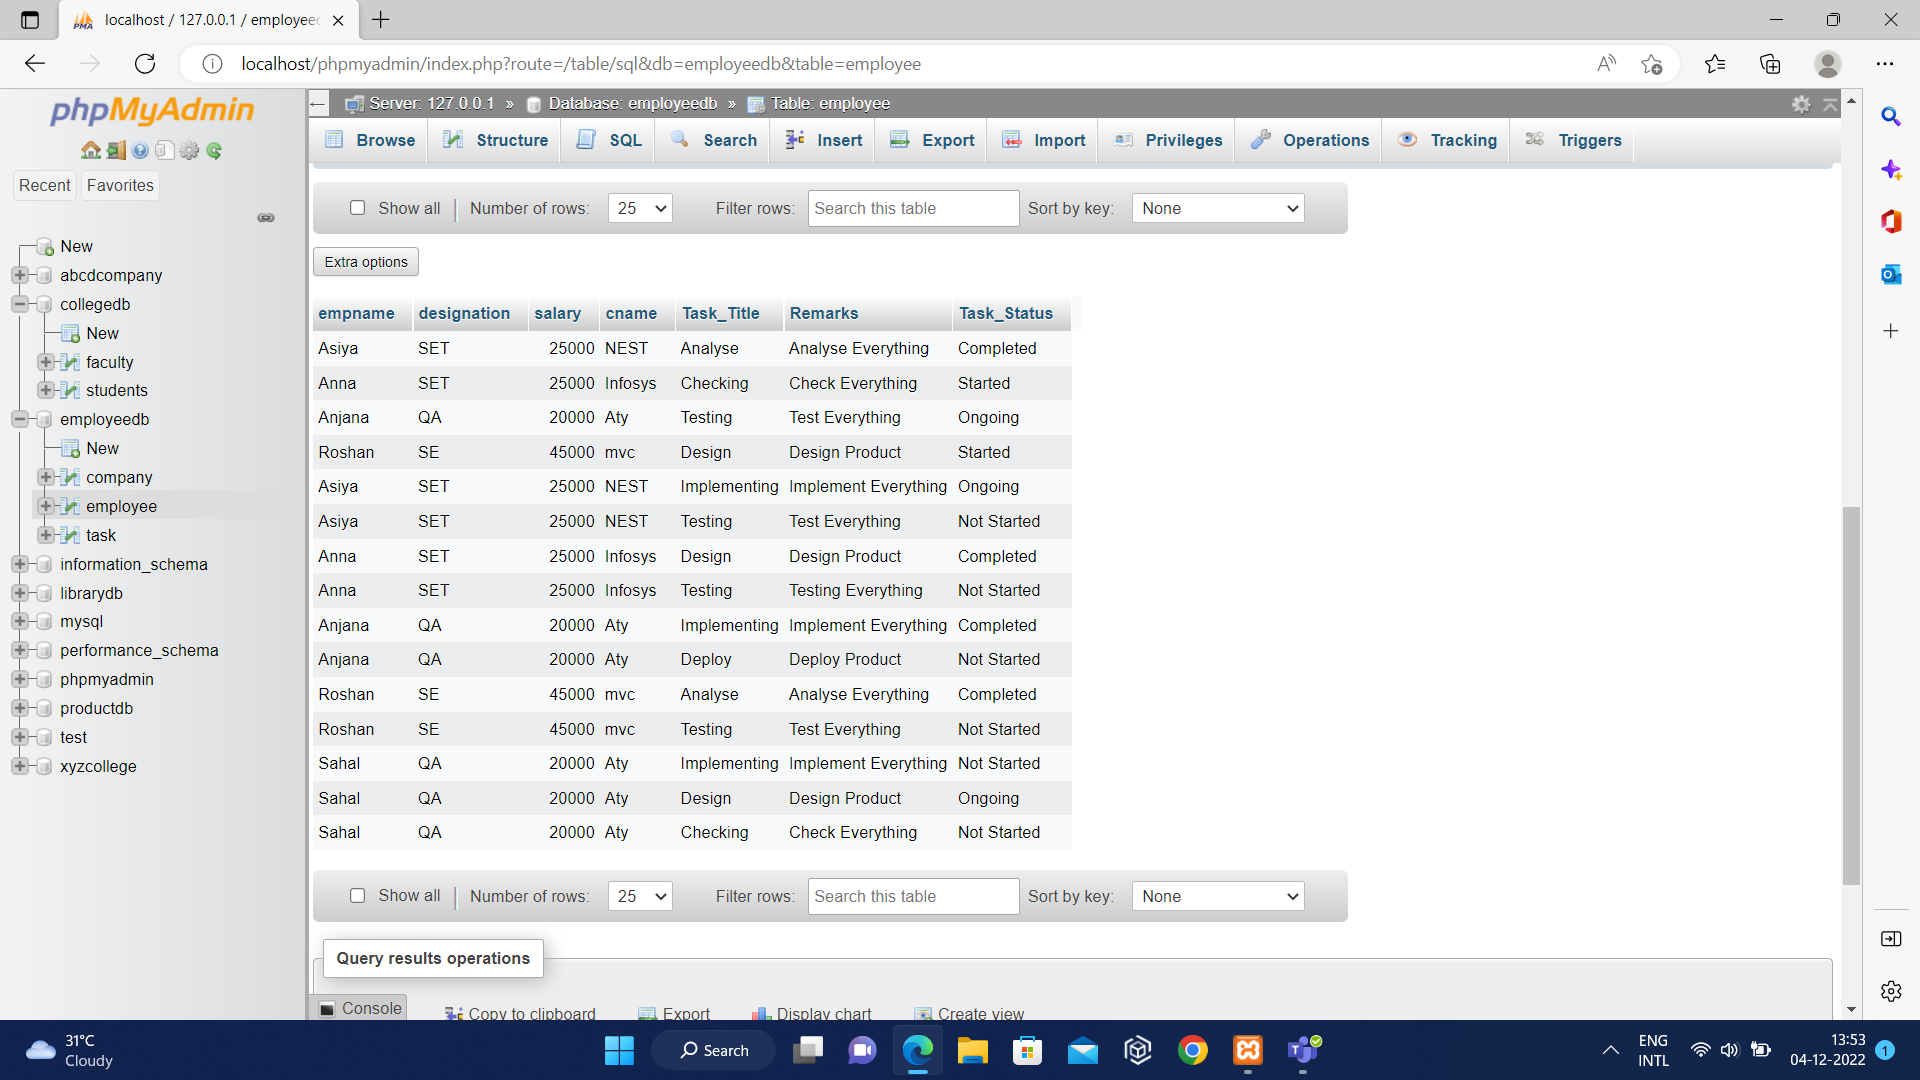 localhost / 127.0.0.1 / employeed
localhost/phpmyadmin/index.php?route=/table/sql&db=employeedb&table=employee
phpMyAdmin
Recent Favorites
New
abcdcompany
collegedb
New
faculty
students
employeedb
New
company
employee
task
information_schema
librarydb
mysql
performance_schema
phpmyadmin
productdb
test
xyzcollege
Server: 127.0.0.1 » Database: employeedb » Table: employee
Browse Structure SQL Search Insert Export Import Privileges Operations Tracking Triggers
Show all | Number of rows: 25 Filter rows: Search this table Sort by key: None
Extra options
empname designation salary cname Task_Title Remarks Task_Status
Asiya SET 25000 NEST Analyse Analyse Everything Completed
Anna SET 25000 Infosys Checking Check Everything Started
Anjana QA 20000 Aty Testing Test Everything Ongoing
Roshan SE 45000 mvc Design Design Product Started
Asiya SET 25000 NEST Implementing Implement Everything Ongoing
Asiya SET 25000 NEST Testing Test Everything Not Started
Anna SET 25000 Infosys Design Design Product Completed
Anna SET 25000 Infosys Testing Testing Everything Not Started
Anjana QA 20000 Aty Implementing Implement Everything Completed
Anjana QA 20000 Aty Deploy Deploy Product Not Started
Roshan SE 45000 mvc Analyse Analyse Everything Completed
Roshan SE 45000 mvc Testing Test Everything Not Started
Sahal QA 20000 Aty Implementing Implement Everything Not Started
Sahal QA 20000 Aty Design Design Product Ongoing
Sahal QA 20000 Aty Checking Check Everything Not Started
Show all | Number of rows: 25 Filter rows: Search this table Sort by key: None
Query results operations
Console
Copy to clipboard Export Display chart Create view
31°C
Cloudy
Search
ENG
INTL
13:53
04-12-2022
1